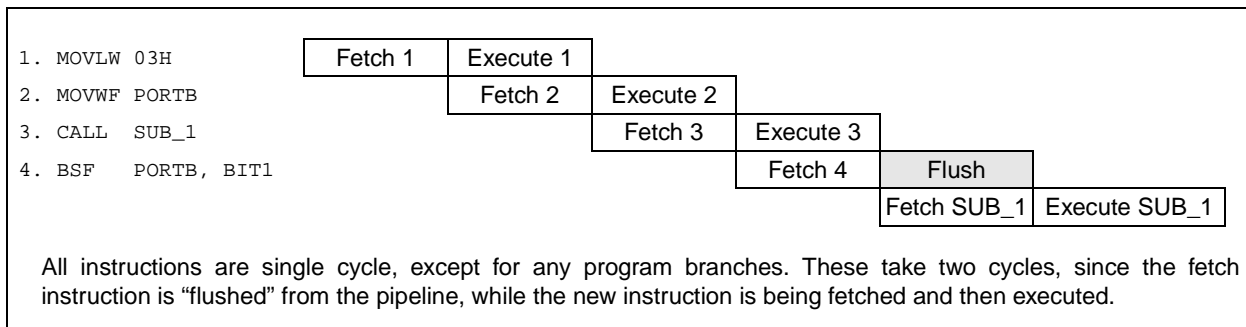 1. MOVLW 03H Fetch 1 Execute 1
2. MOVWF PORTB Fetch 2 Execute 2
3. CALL SUB_1 Fetch 3 Execute 3
4. BSF PORTB, BIT1 Fetch 4 Flush
Fetch SUB_1 Execute SUB_1
All instructions are single cycle, except for any program branches. These take two cycles, since the fetch
instruction is “flushed” from the pipeline, while the new instruction is being fetched and then executed.